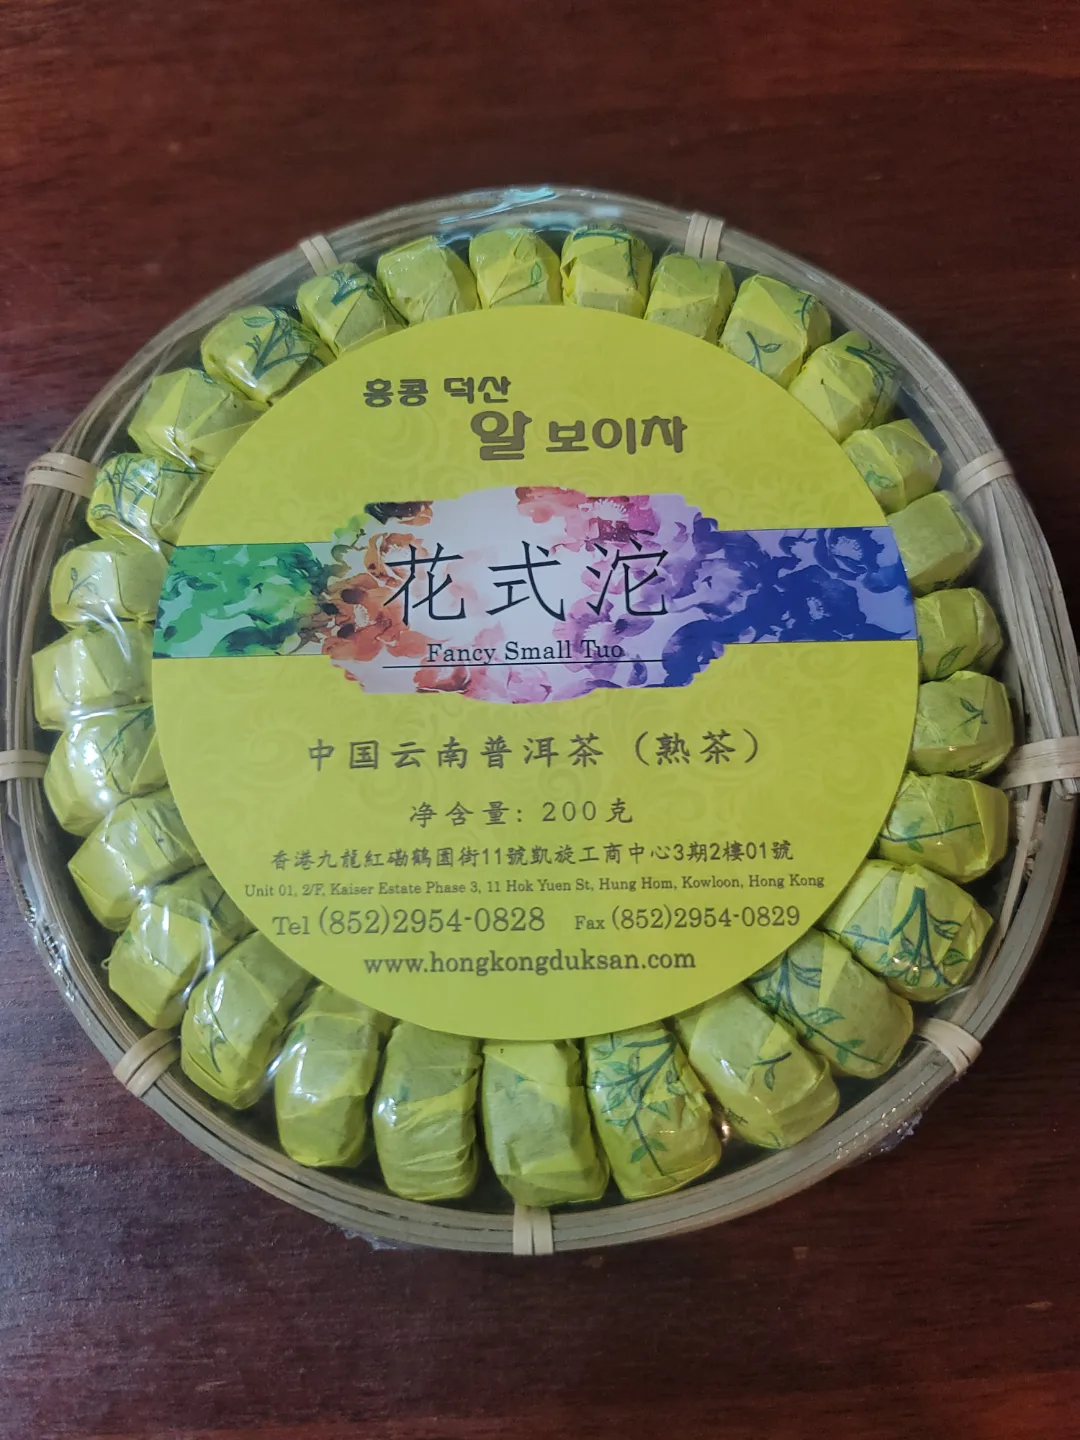 홍콩 덕산
알 보이차
花式沱
Fancy Small Tuo
中国云南普洱茶（熟茶）
净含量: 200克
香港九龍紅磡鶴園街11號凱旋工商中心3期2樓01號
Unit 01, 2/F, Kaiser Estate Phase 3, 11 Hok Yuen St, Hung Hom, Kowloon, Hong Kong
Tel (852)2954-0828 Fax (852)2954-0829
www.hongkongduksan.com